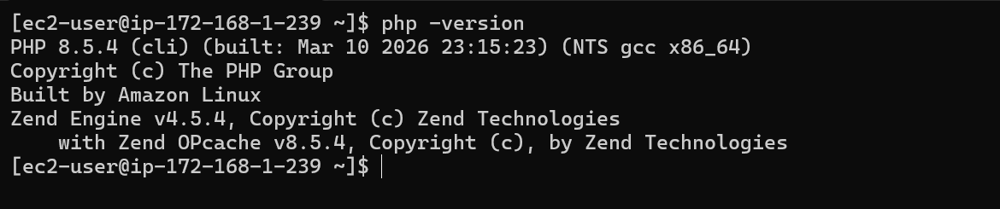 [ec2-user@ip-172-168-1-239 ~]$ php -version
PHP 8.5.4 (cli) (built: Mar 10 2026 23:15:23) (NTS gcc x86_64)
Copyright (c) The PHP Group
Built by Amazon Linux
Zend Engine v4.5.4, Copyright (c) Zend Technologies
    with Zend OPcache v8.5.4, Copyright (c), by Zend Technologies
[ec2-user@ip-172-168-1-239 ~]$